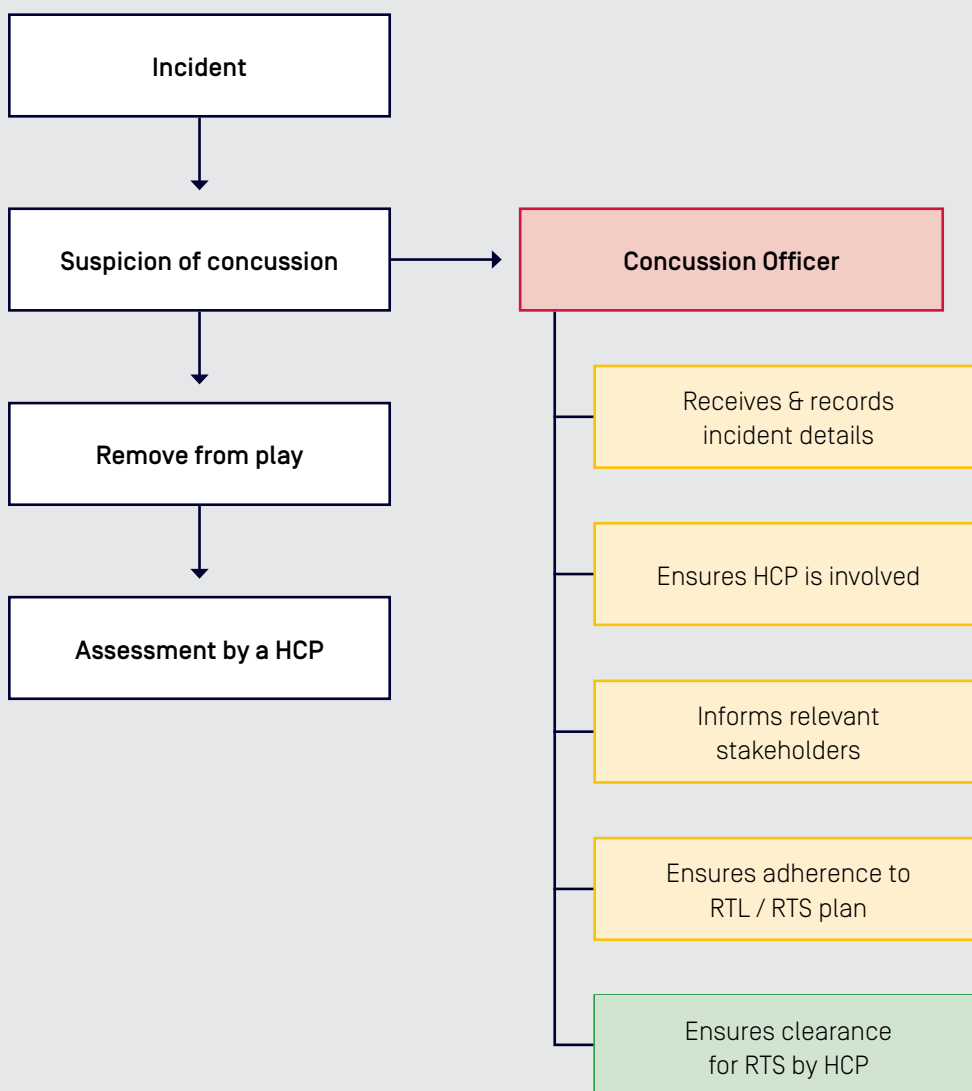 Incident
Suspicion of concussion
Remove from play
Assessment by a HCP
Concussion Officer
Receives & records
incident details
Ensures HCP is involved
Informs relevant
stakeholders
Ensures adherence to
RTL / RTS plan
Ensures clearance
for RTS by HCP